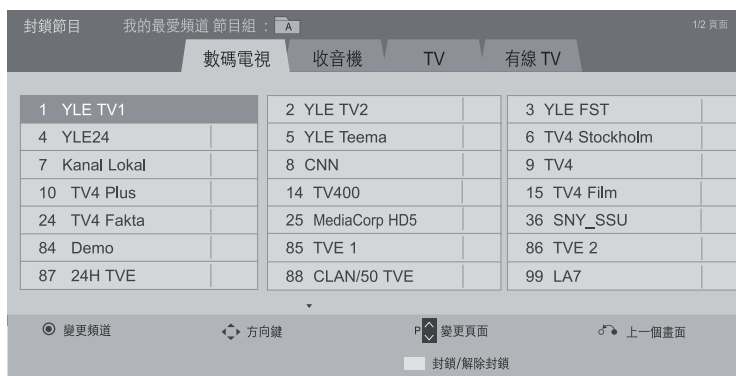 封鎖節目 我的最愛頻道 節目組 : A 1/2 頁面
數碼電視 收音機 TV 有線 TV
1 YLE TV1 2 YLE TV2 3 YLE FST
4 YLE24 5 YLE Teema 6 TV4 Stockholm
7 Kanal Lokal 8 CNN 9 TV4
10 TV4 Plus 14 TV400 15 TV4 Film
24 TV4 Fakta 25 MediaCorp HD5 36 SNY_SSU
84 Demo 85 TVE 1 86 TVE 2
87 24H TVE 88 CLAN/50 TVE 99 LA7
變更頻道 方向鍵 P 變更頁面 上一個畫面
封鎖/解除封鎖